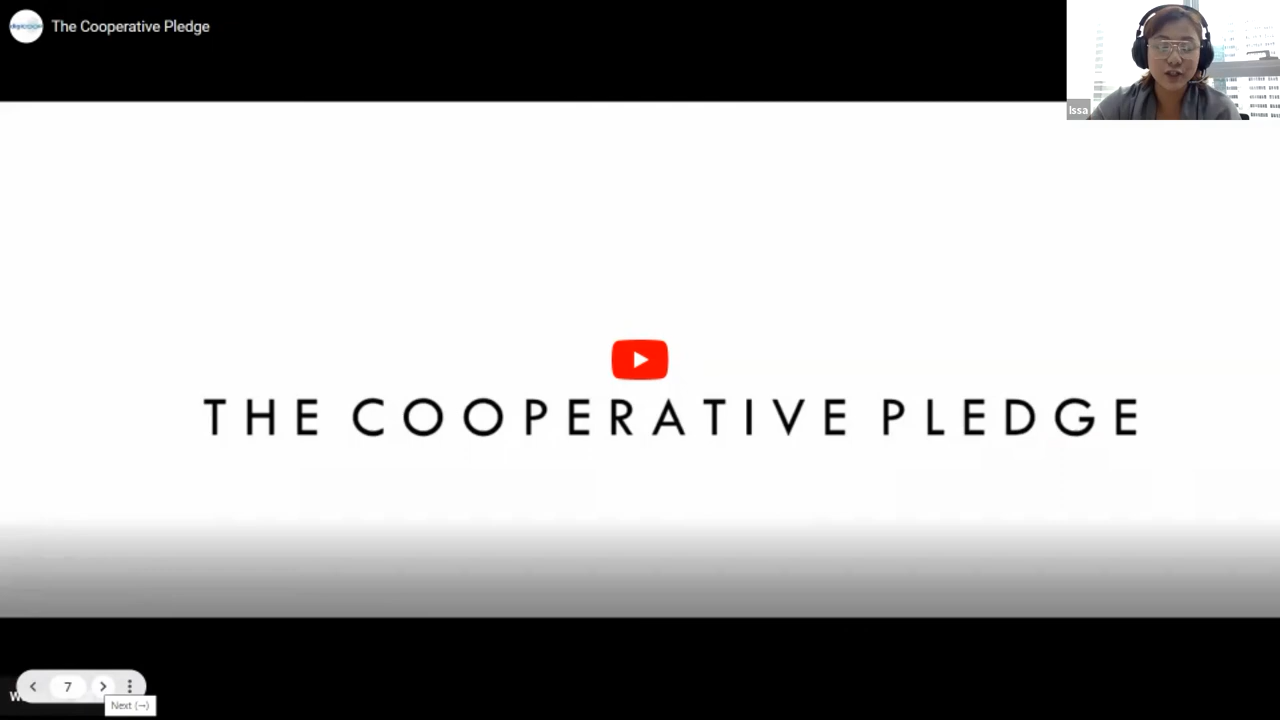 The Cooperative Pledge
Issa
THE COOPERATIVE PLEDGE
7
Next (→)